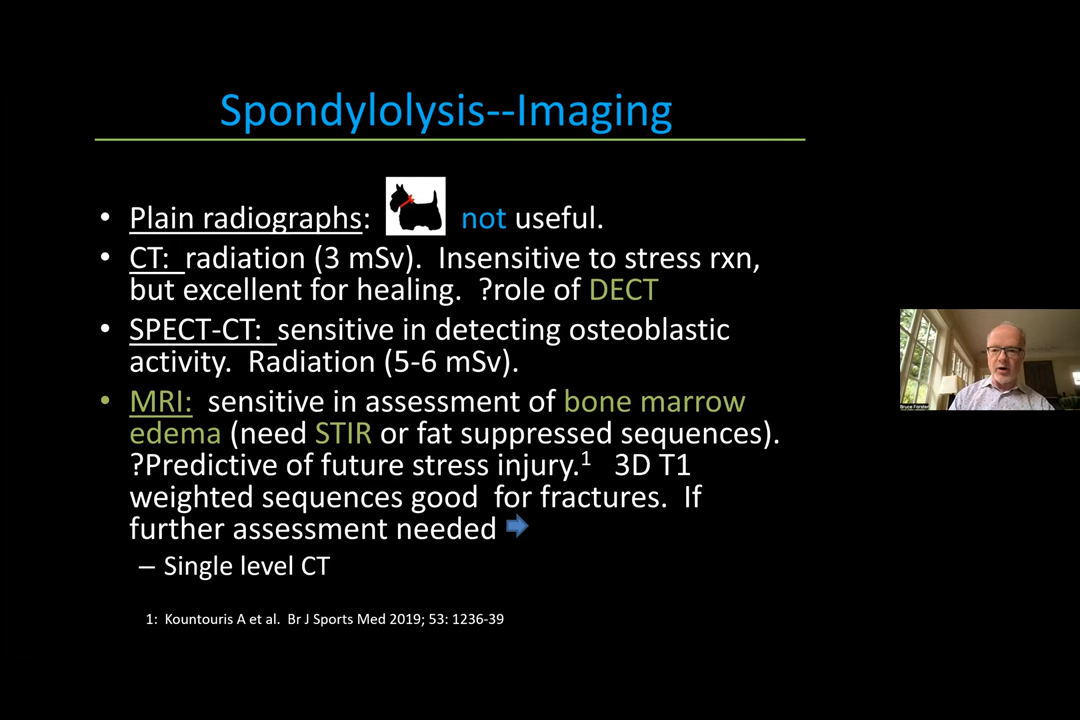 Spondylolysis--Imaging
• Plain radiographs: not useful.
• CT: radiation (3 mSv). Insensitive to stress rxn,
but excellent for healing. ?role of DECT
• SPECT-CT: sensitive in detecting osteoblastic
activity. Radiation (5-6 mSv).
• MRI: sensitive in assessment of bone marrow
edema (need STIR or fat suppressed sequences).
?Predictive of future stress injury.1 3D T1
weighted sequences good for fractures. If
further assessment needed
– Single level CT
1: Kountouris A et al. Br J Sports Med 2019; 53: 1236-39
Bruce Forster